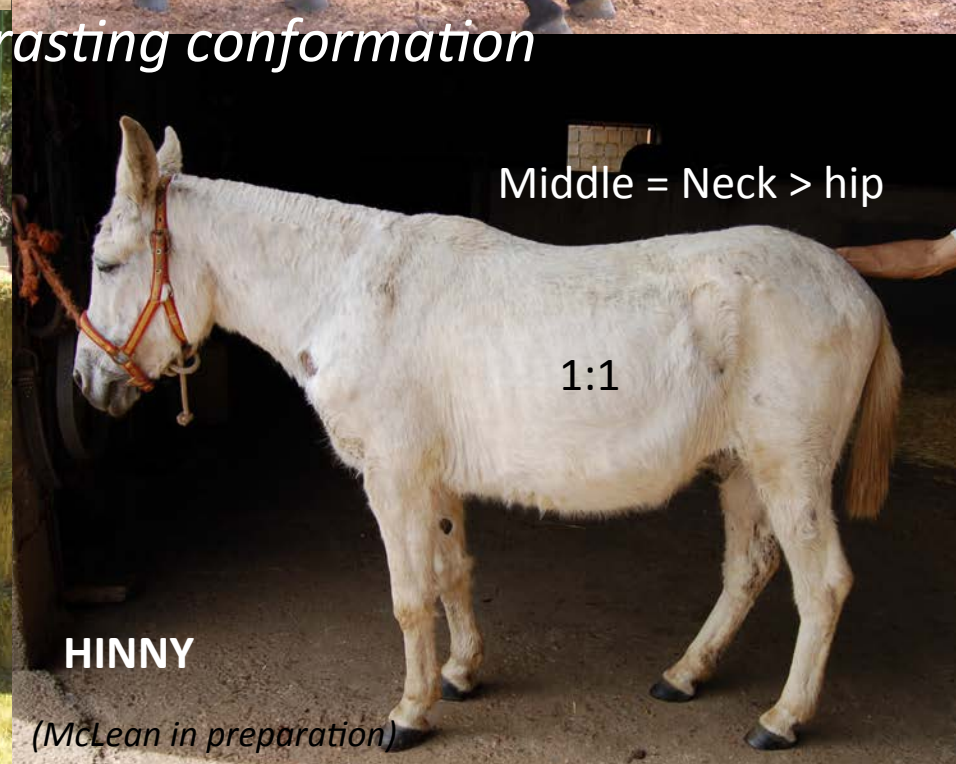 rasting conformation
Middle = Neck > hip
1:1
HINNY
(McLean in preparation)